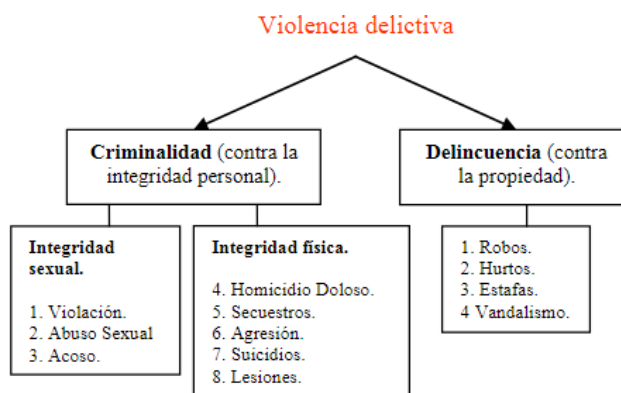 Violencia delictiva
Criminalidad (contra la
integridad personal).
Delincuencia (contra
la propiedad).
Integridad
sexual.
1. Violación.
2. Abuso Sexual
3. Acoso.
Integridad física.
4. Homicidio Doloso.
5. Secuestros.
6. Agresión.
7. Suicidios.
8. Lesiones.
1. Robos.
2. Hurtos.
3. Estafas.
4 Vandalismo.